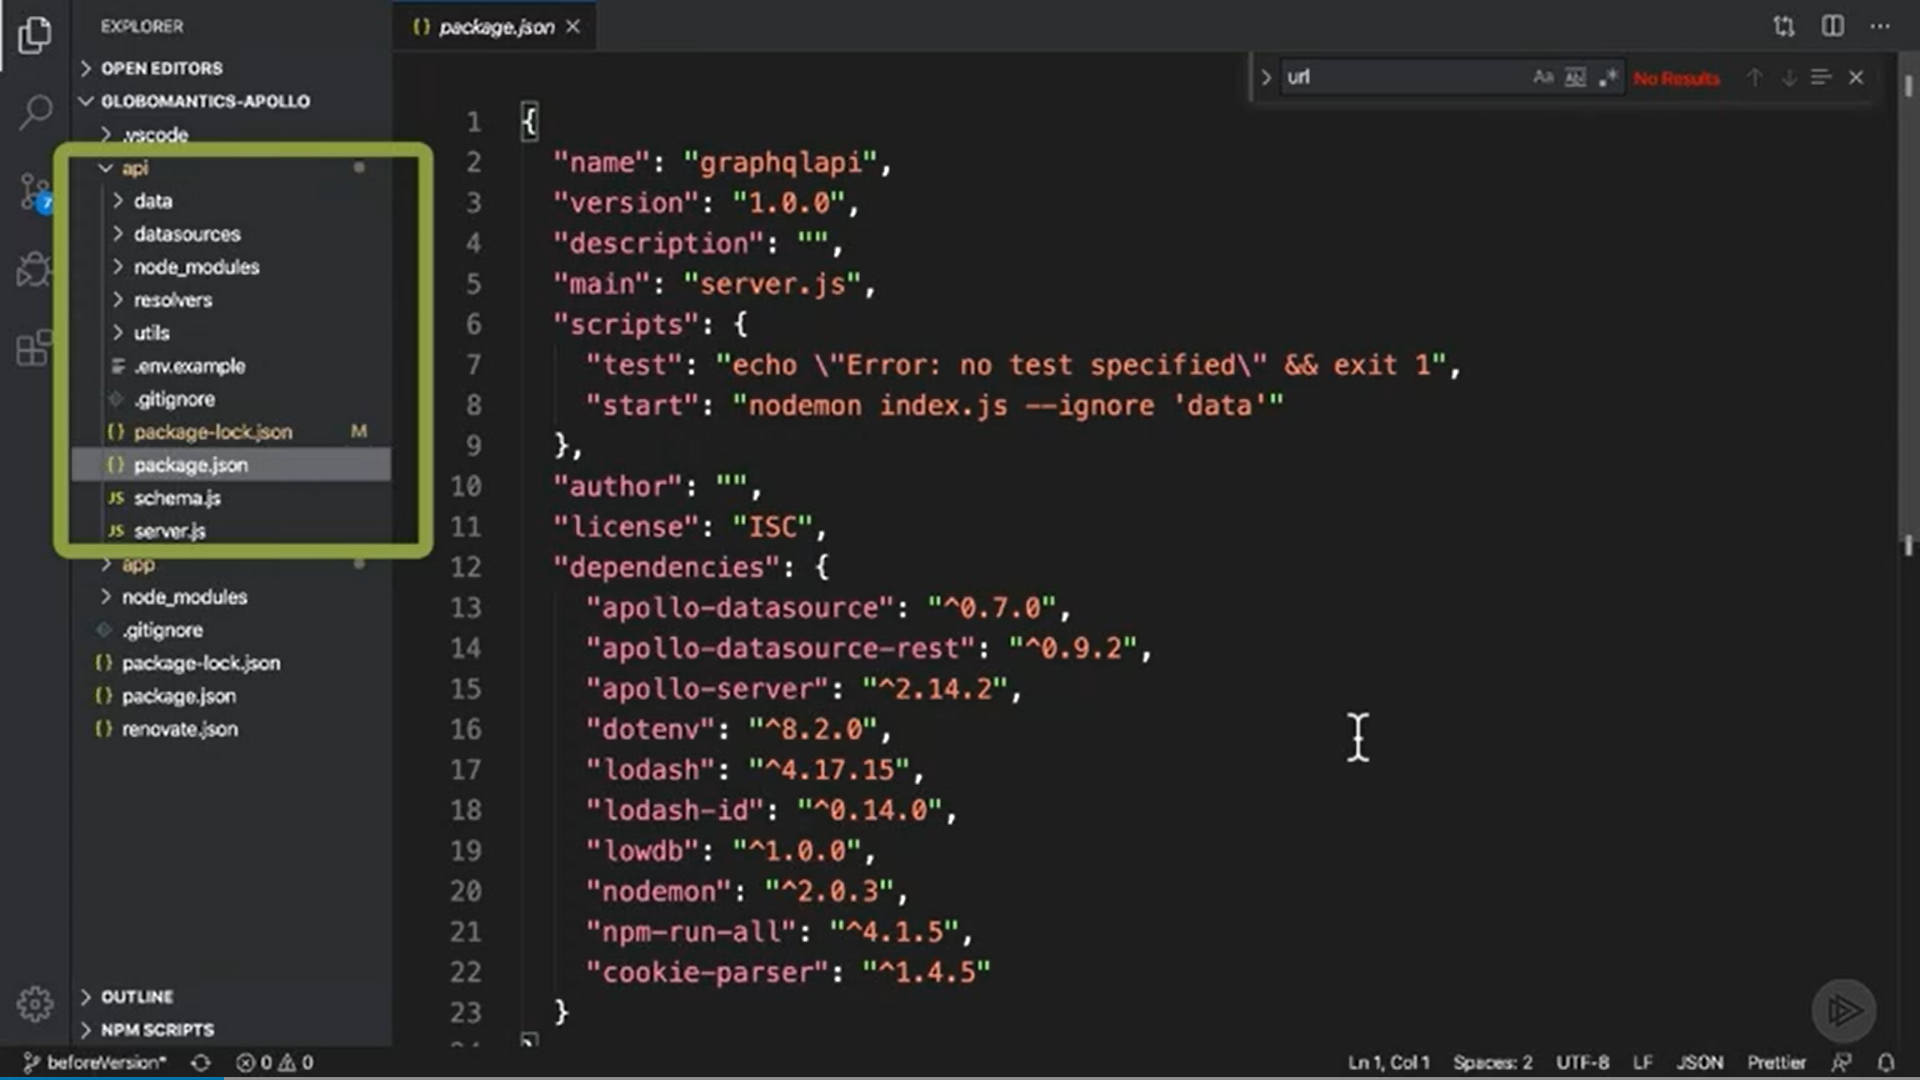 EXPLORER
OPEN EDITORS
GLOBOMANTICS-APOLLO
.vscode
api
data
datasources
node_modules
resolvers
utils
.env.example
.gitignore
package-lock.json M
package.json
schema.js
server.js
app
node_modules
.gitignore
package-lock.json
package.json
renovate.json
OUTLINE
NPM SCRIPTS
7
package.json
url
Aa
No Results
1 {
2 "name": "graphqlapi",
3 "version": "1.0.0",
4 "description": "",
5 "main": "server.js",
6 "scripts": {
7 "test": "echo \"Error: no test specified\" && exit 1",
8 "start": "nodemon index.js --ignore 'data'"
9 },
10 "author": "",
11 "license": "ISC",
12 "dependencies": {
13 "apollo-datasource": "^0.7.0",
14 "apollo-datasource-rest": "^0.9.2",
15 "apollo-server": "^2.14.2",
16 "dotenv": "^8.2.0",
17 "lodash": "^4.17.15",
18 "lodash-id": "^0.14.0",
19 "lowdb": "^1.0.0",
20 "nodemon": "^2.0.3",
21 "npm-run-all": "^4.1.5",
22 "cookie-parser": "^1.4.5"
23 }
beforeVersion* 0 0 Ln 1, Col 1 Spaces: 2 UTF-8 LF JSON Prettier